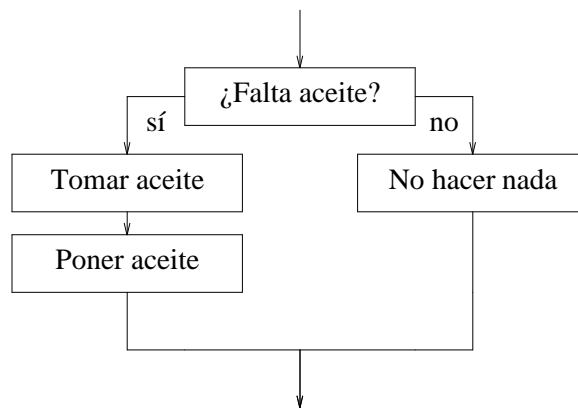 ¿Falta aceite?
sí
no
Tomar aceite
No hacer nada
Poner aceite